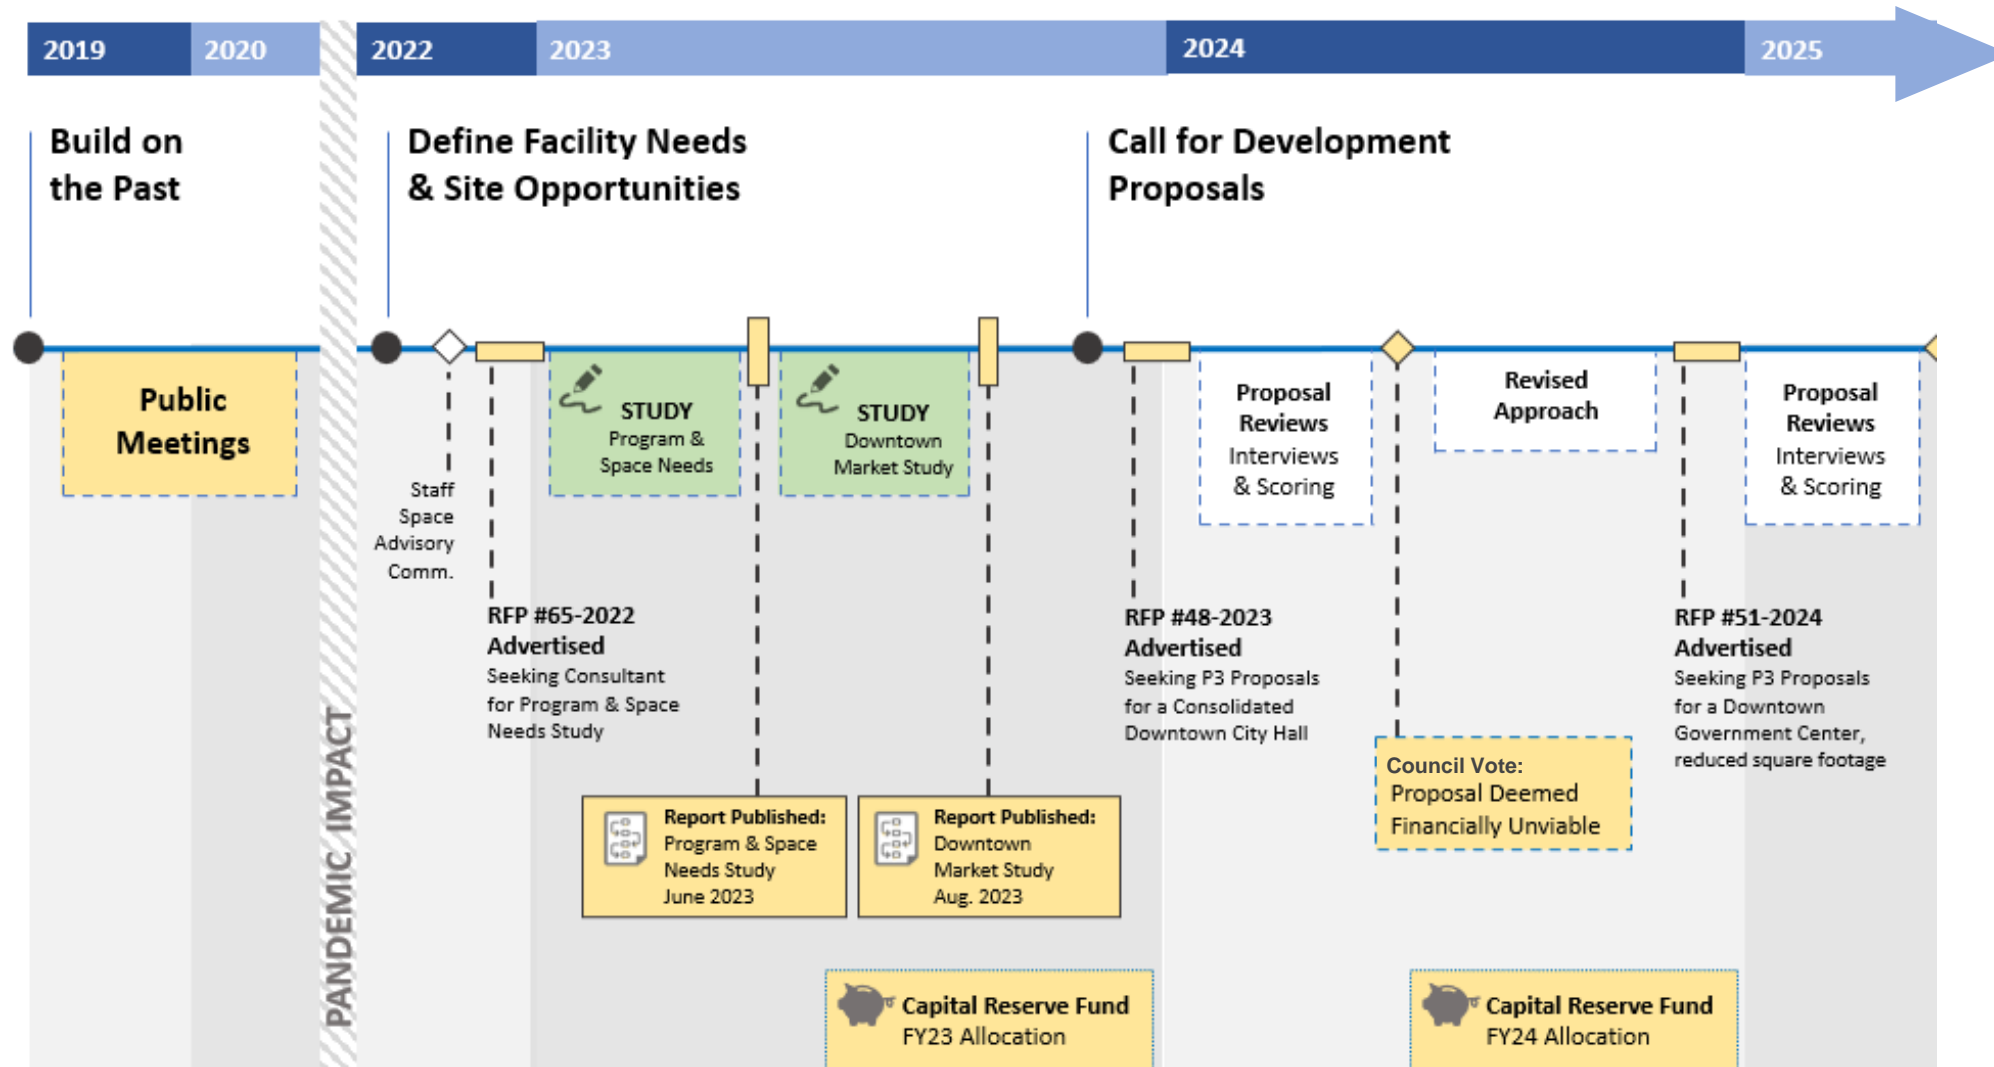 2019
2020
2022
2023
2024
2025
Build on
the Past
Define Facility Needs
& Site Opportunities
Call for Development
Proposals
Public
Meetings
PANDEMIC IMPACT
Staff
Space
Advisory
Comm.
STUDY
Program &
Space Needs
STUDY
Downtown
Market Study
Proposal
Reviews
Interviews
& Scoring
Revised
Approach
Proposal
Reviews
Interviews
& Scoring
RFP #65-2022
Advertised
Seeking Consultant
for Program & Space
Needs Study
RFP #48-2023
Advertised
Seeking P3 Proposals
for a Consolidated
Downtown City Hall
RFP #51-2024
Advertised
Seeking P3 Proposals
for a Downtown
Government Center,
reduced square footage
Council Vote:
Proposal Deemed
Financially Unviable
Report Published:
Program & Space
Needs Study
June 2023
Report Published:
Downtown
Market Study
Aug. 2023
Capital Reserve Fund
FY23 Allocation
Capital Reserve Fund
FY24 Allocation